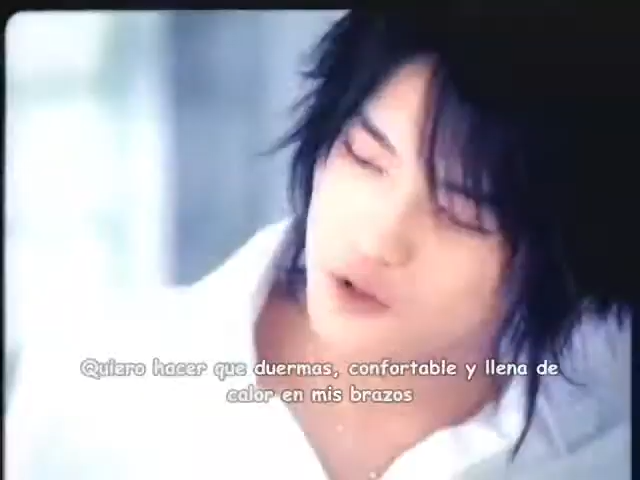 Quiero hacer que duermas, confortable y llena de
calor en mis brazos